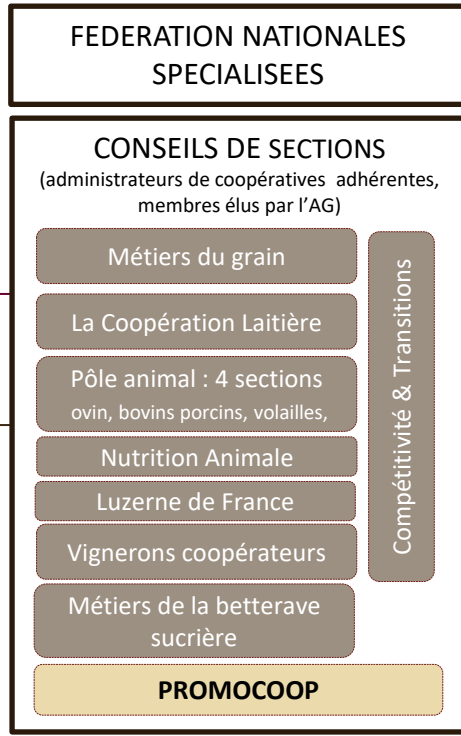 FEDERATION NATIONALES
SPECIALISEES
CONSEILS DE SECTIONS
(administrateurs de coopératives adhérentes,
membres élus par l'AG)
Métiers du grain
La Coopération Laitière
Pôle animal : 4 sections
ovin, bovins porcins, volailles,
Nutrition Animale
Luzerne de France
Vignerons coopérateurs
Métiers de la betterave
sucrière
Compétitivité & Transitions
PROMOCOOP